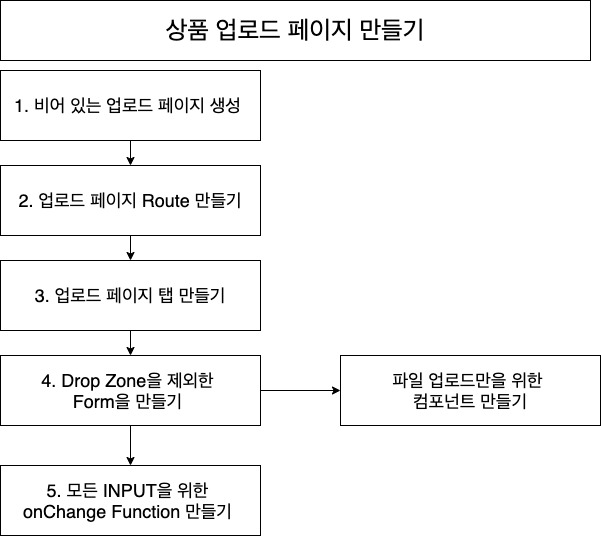 상품 업로드 페이지 만들기
1. 비어 있는 업로드 페이지 생성
2. 업로드 페이지 Route 만들기
3. 업로드 페이지 탭 만들기
4. Drop Zone을 제외한
Form을 만들기
파일 업로드만을 위한
컴포넌트 만들기
5. 모든 INPUT을 위한
onChange Function 만들기